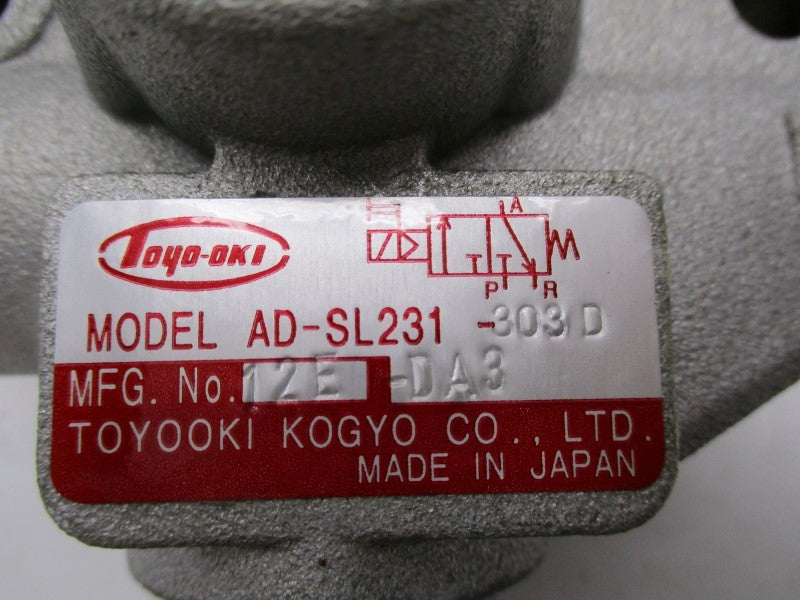 TOYO-OKI
A
P R
MODEL AD-SL231 -303D
MFG. No. 12E -DA3
TOYOOKI KOGYO CO., LTD.
MADE IN JAPAN